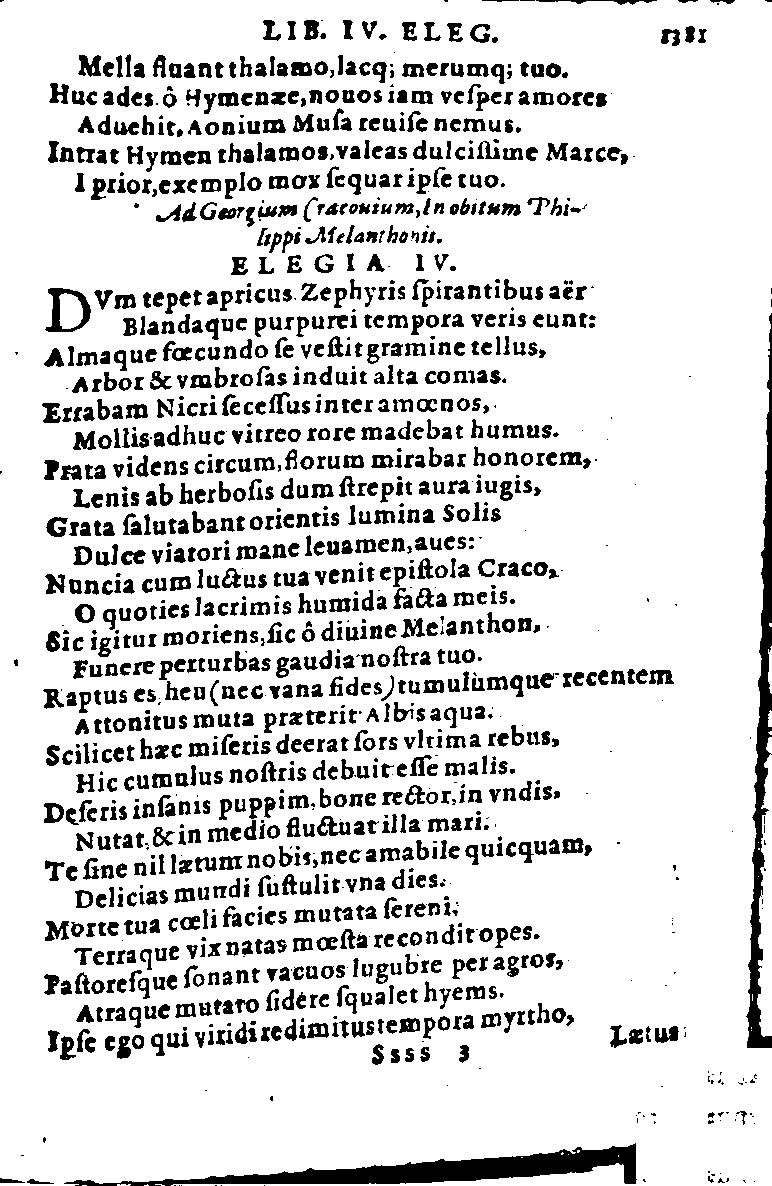 LIB. IV. ELEG. 1381
Mella fluant thalamo, lacq; merumq; tuo.
Huc ades ô Hymenæe, nouos iam veſper amores
Aduehit, Aonium Muſa reuiſe nemus.
Intrat Hymen thalamos, valeas dulciſſime Marce,
I prior, exemplo mox ſequar ipſe tuo.
Ad Georgium Cracouium, In obitum Phi-
lippi Melanthonis.
ELEGIA IV.
DVm tepet apricus Zephyris ſpirantibus aër
Blandaque purpurei tempora veris eunt:
Almaque fœcundo ſe veſtit gramine tellus,
Arbor & vmbroſas induit alta comas.
Errabam Nicri ſeceſſus inter amœnos,
Mollis adhuc vitreo rore madebat humus.
Prata videns circum, florum mirabar honorem,
Lenis ab herboſis dum ſtrepit aura iugis,
Grata ſalutabant orientis lumina Solis
Dulce viatori mane leuamen, aues:
Nuncia cum luctus tua venit epiſtola Craco,
O quoties lacrimis humida facta meis.
Sic igitur moriens, ſic ô diuine Melanthon,
Funere perturbas gaudia noſtra tuo.
Raptus es, heu (nec vana fides) tumulùmque recentem
Attonitus muta præterit Albis aqua.
Scilicet hæc miſeris deerat ſors vltima rebus,
Hic cumulus noſtris debuit eſſe malis.
Deſeris inſanis puppim, bone rector, in vndis,
Nutat, & in medio fluctuat illa mari.
Te ſine nil lætum nobis, nec amabile quicquam,
Delicias mundi ſuſtulit vna dies.
Morte tua cœli facies mutata ſereni,
Terraque vix natas mœſta recondit opes.
Paſtoreſque ſonant vacuos lugubre per agros,
Atraque mutato ſidere ſqualet hyems.
Ipſe ego qui viridi redimitus tempora myrtho,
Ssss 3 Lætus